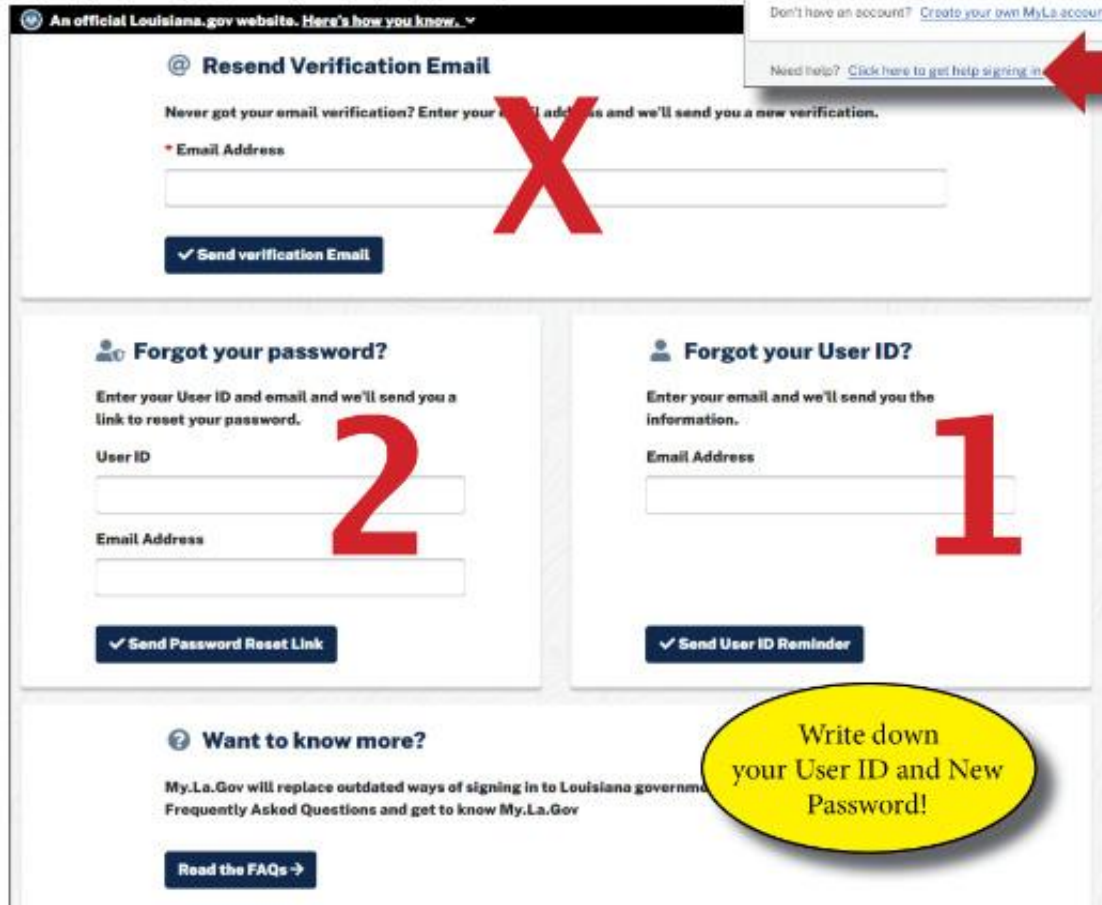 An official Louisiana.gov website. Here's how you know.
Don't have an account? Create your own MyLa accoun
Need help? Click here to get help signing in
@ Resend Verification Email
Never got your email verification? Enter your email address and we'll send you a new verification.
* Email Address
X
✓ Send verification Email
Forgot your password?
Enter your User ID and email and we'll send you a
link to reset your password.
User ID
Email Address
2
✓ Send Password Reset Link
Forgot your User ID?
Enter your email and we'll send you the
information.
Email Address
1
✓ Send User ID Reminder
? Want to know more?
My.La.Gov will replace outdated ways of signing in to Louisiana governme
Frequently Asked Questions and get to know My.La.Gov
Read the FAQs →
Write down
your User ID and New
Password!